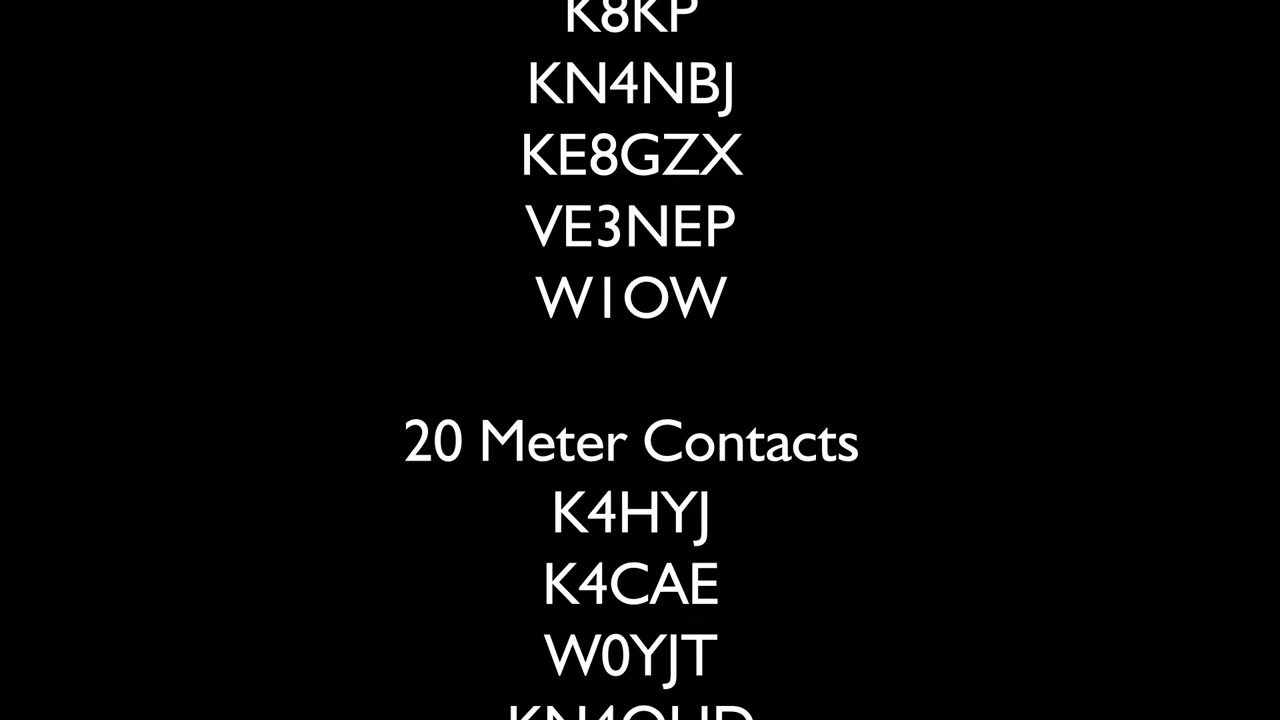 K8KP
KN4NBJ
KE8GZX
VE3NEP
W1OW
20 Meter Contacts
K4HYJ
K4CAE
W0YJT